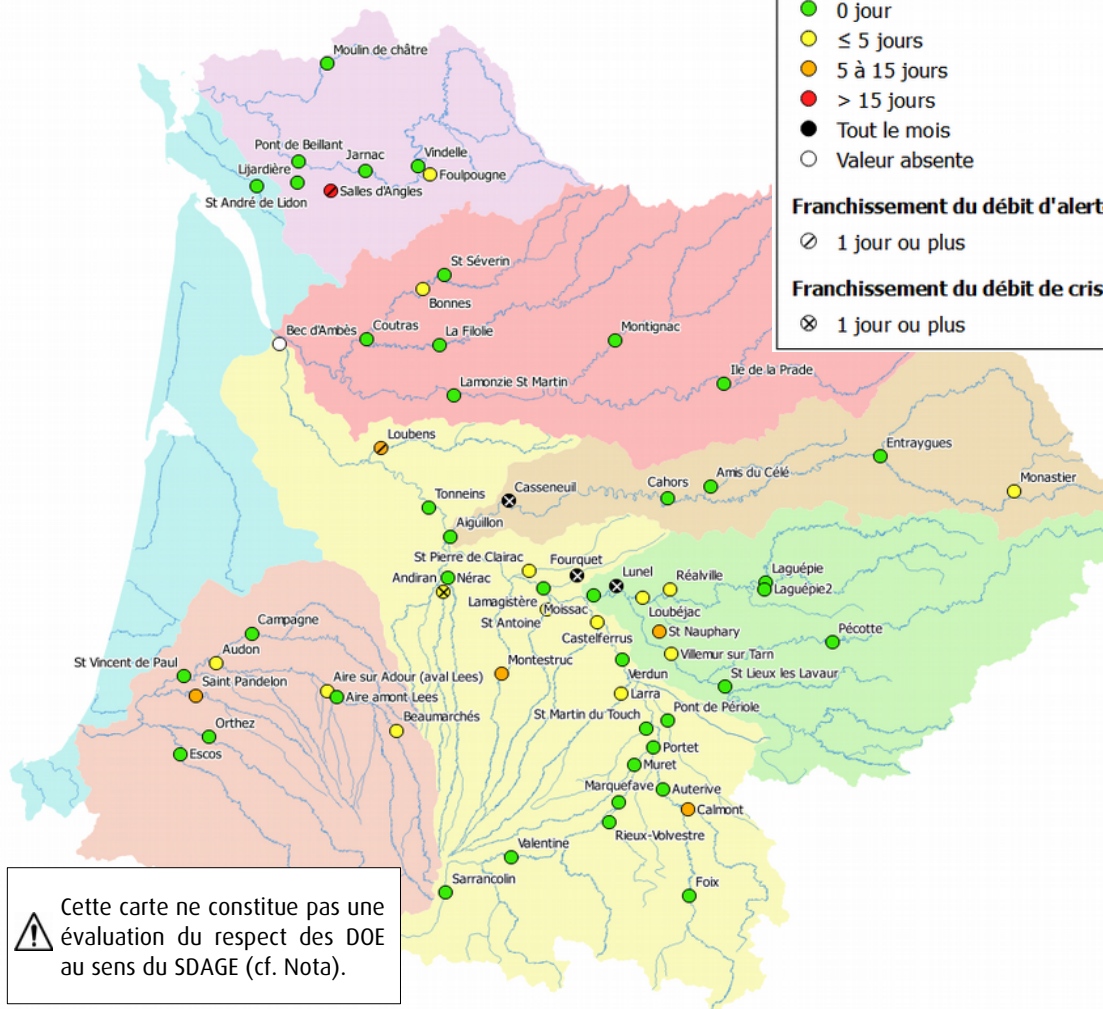 0 jour
≤ 5 jours
5 à 15 jours
> 15 jours
Tout le mois
Valeur absente
Franchissement du débit d'alert
1 jour ou plus
Franchissement du débit de cris
1 jour ou plus
Moulin de châtre
Pont de Beillant
Jarnac
Vindelle
Lijardière
Foulpougne
St André de Lidon
Salles d'Angles
St Séverin
Bonnes
Bec d'Ambès
Coutras
La Filolie
Montignac
Lamonzie St Martin
Ile de la Prade
Loubens
Entraygues
Casseneuil
Cahors
Amis du Célé
Monastier
Tonneins
Aiguillon
St Pierre de Clairac
Fourquet
Andiran
Nérac
Lunel
Réalville
Laguépie
Laguépie2
Lamagistère
Moissac
Loubéjac
St Antoine
Castelferrus
St Nauphary
Pécotte
Campagne
Villemur sur Tarn
St Vincent de Paul
Audon
Montestruc
Verdun
St Lieux les Lavaur
Saint Pandelon
Aire sur Adour (aval Lees)
Aire amont Lees
Larra
Orthez
Beaumarchés
St Martin du Touch
Pont de Périole
Escos
Portet
Muret
Marquefave
Auterive
Calmont
Rieux-Volvestre
Valentine
Sarrancolin
Foix
Cette carte ne constitue pas une
évaluation du respect des DOE
au sens du SDAGE (cf. Nota).